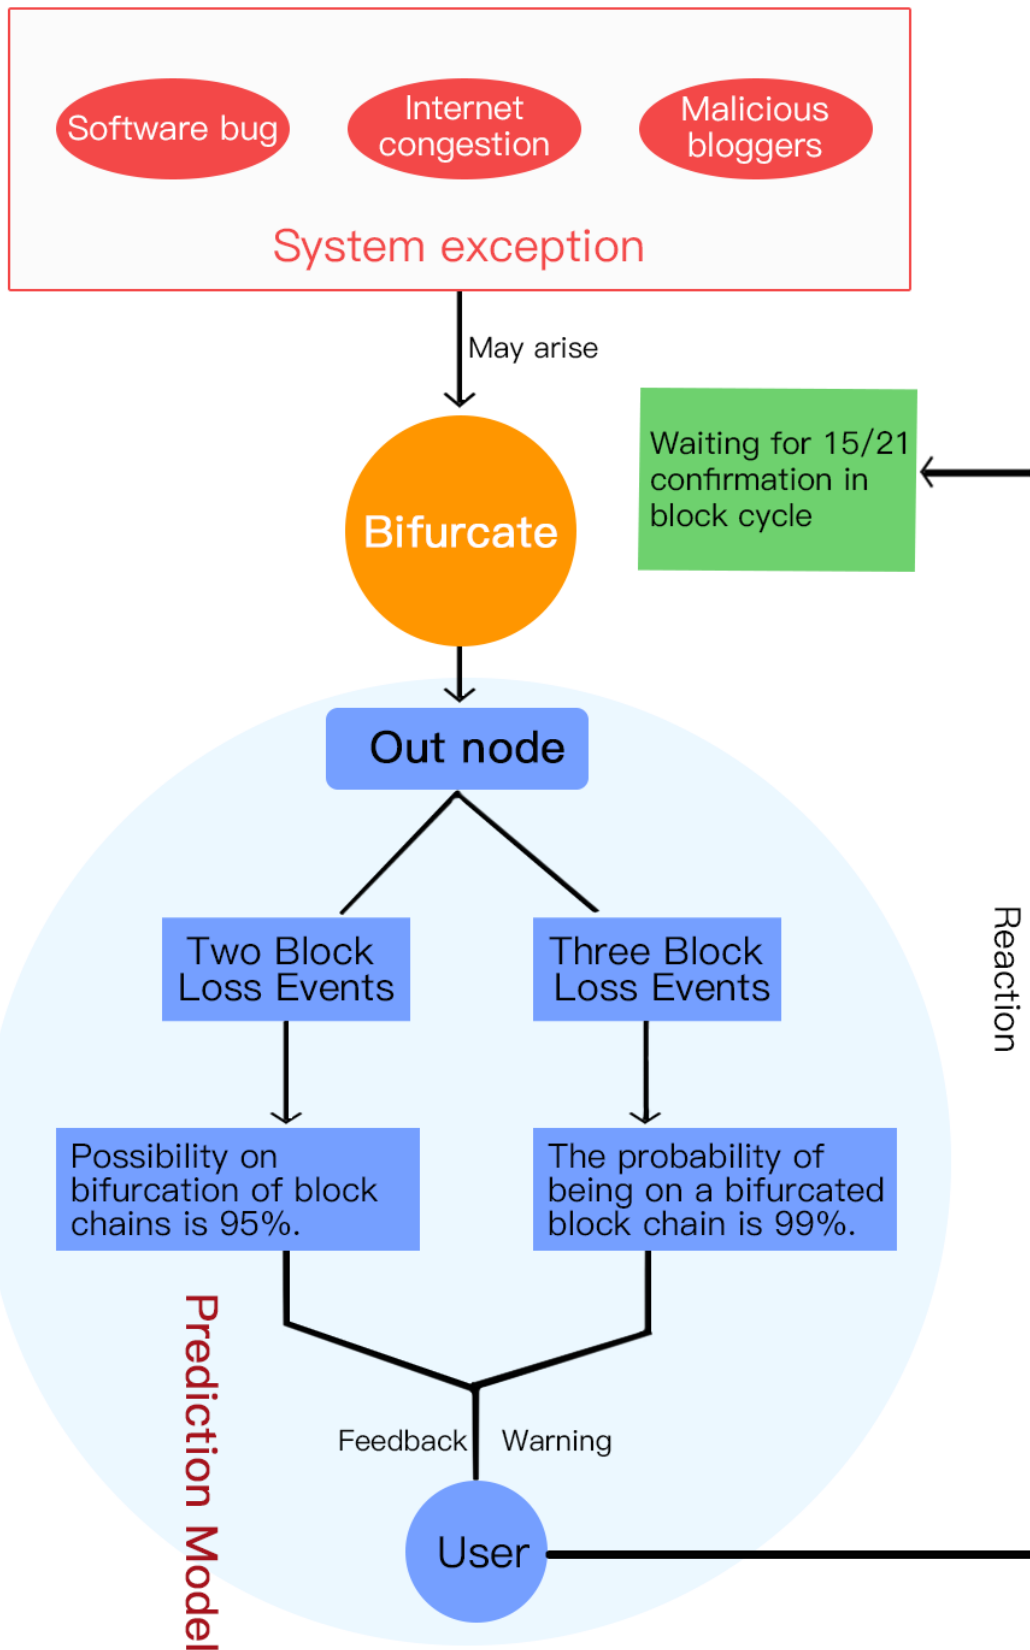 Software bug
Internet
congestion
Malicious
bloggers
System exception
May arise
Waiting for 15/21
confirmation in
block cycle
Bifurcate
Out node
Two Block
Loss Events
Three Block
Loss Events
Reaction
Possibility on
bifurcation of block
chains is 95%.
The probability of
being on a bifurcated
block chain is 99%.
Prediction Model
Feedback
Warning
User